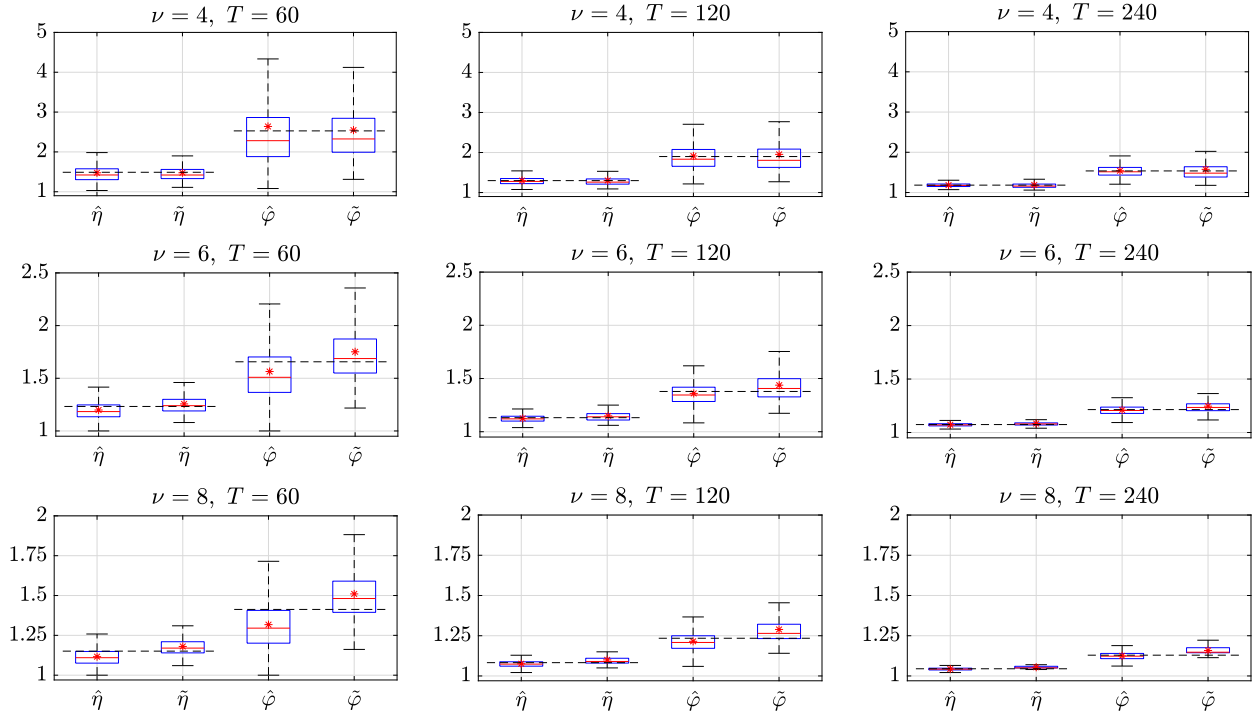 ν = 4, T = 60
5
4
3
2
1
η̂ η̃ φ̂ φ̃
ν = 4, T = 120
5
4
3
2
1
η̂ η̃ φ̂ φ̃
ν = 4, T = 240
5
4
3
2
1
η̂ η̃ φ̂ φ̃
ν = 6, T = 60
2.5
2
1.5
1
η̂ η̃ φ̂ φ̃
ν = 6, T = 120
2.5
2
1.5
1
η̂ η̃ φ̂ φ̃
ν = 6, T = 240
2.5
2
1.5
1
η̂ η̃ φ̂ φ̃
ν = 8, T = 60
2
1.75
1.5
1.25
1
η̂ η̃ φ̂ φ̃
ν = 8, T = 120
2
1.75
1.5
1.25
1
η̂ η̃ φ̂ φ̃
ν = 8, T = 240
2
1.75
1.5
1.25
1
η̂ η̃ φ̂ φ̃